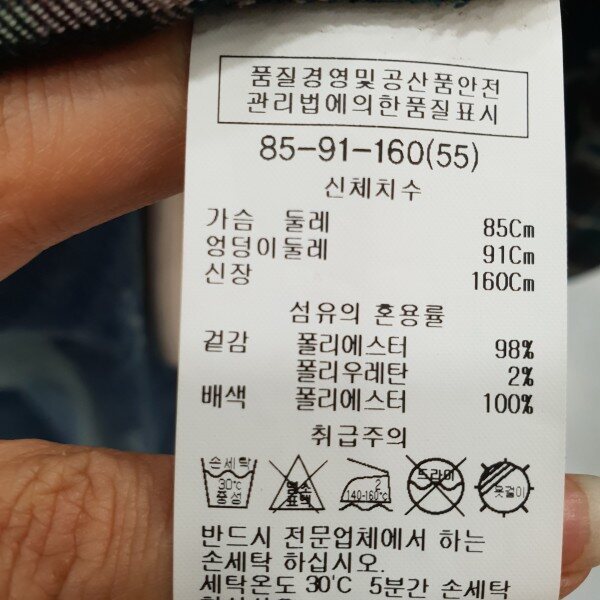 품질경영및공산품안전
관리법에의한품질표시
85-91-160(55)
신체치수
가슴 둘레 85Cm
엉덩이둘레 91Cm
신장 160Cm
섬유의 혼용률
겉감 폴리에스터 98%
폴리우레탄 2%
배색 폴리에스터 100%
취급주의
손세탁 30℃ 중성
염소 표백
2 140-160℃
드라이
옷걸이
반드시 전문업체에서 하는
손세탁 하십시오.
세탁온도 30℃ 5분간 손세탁